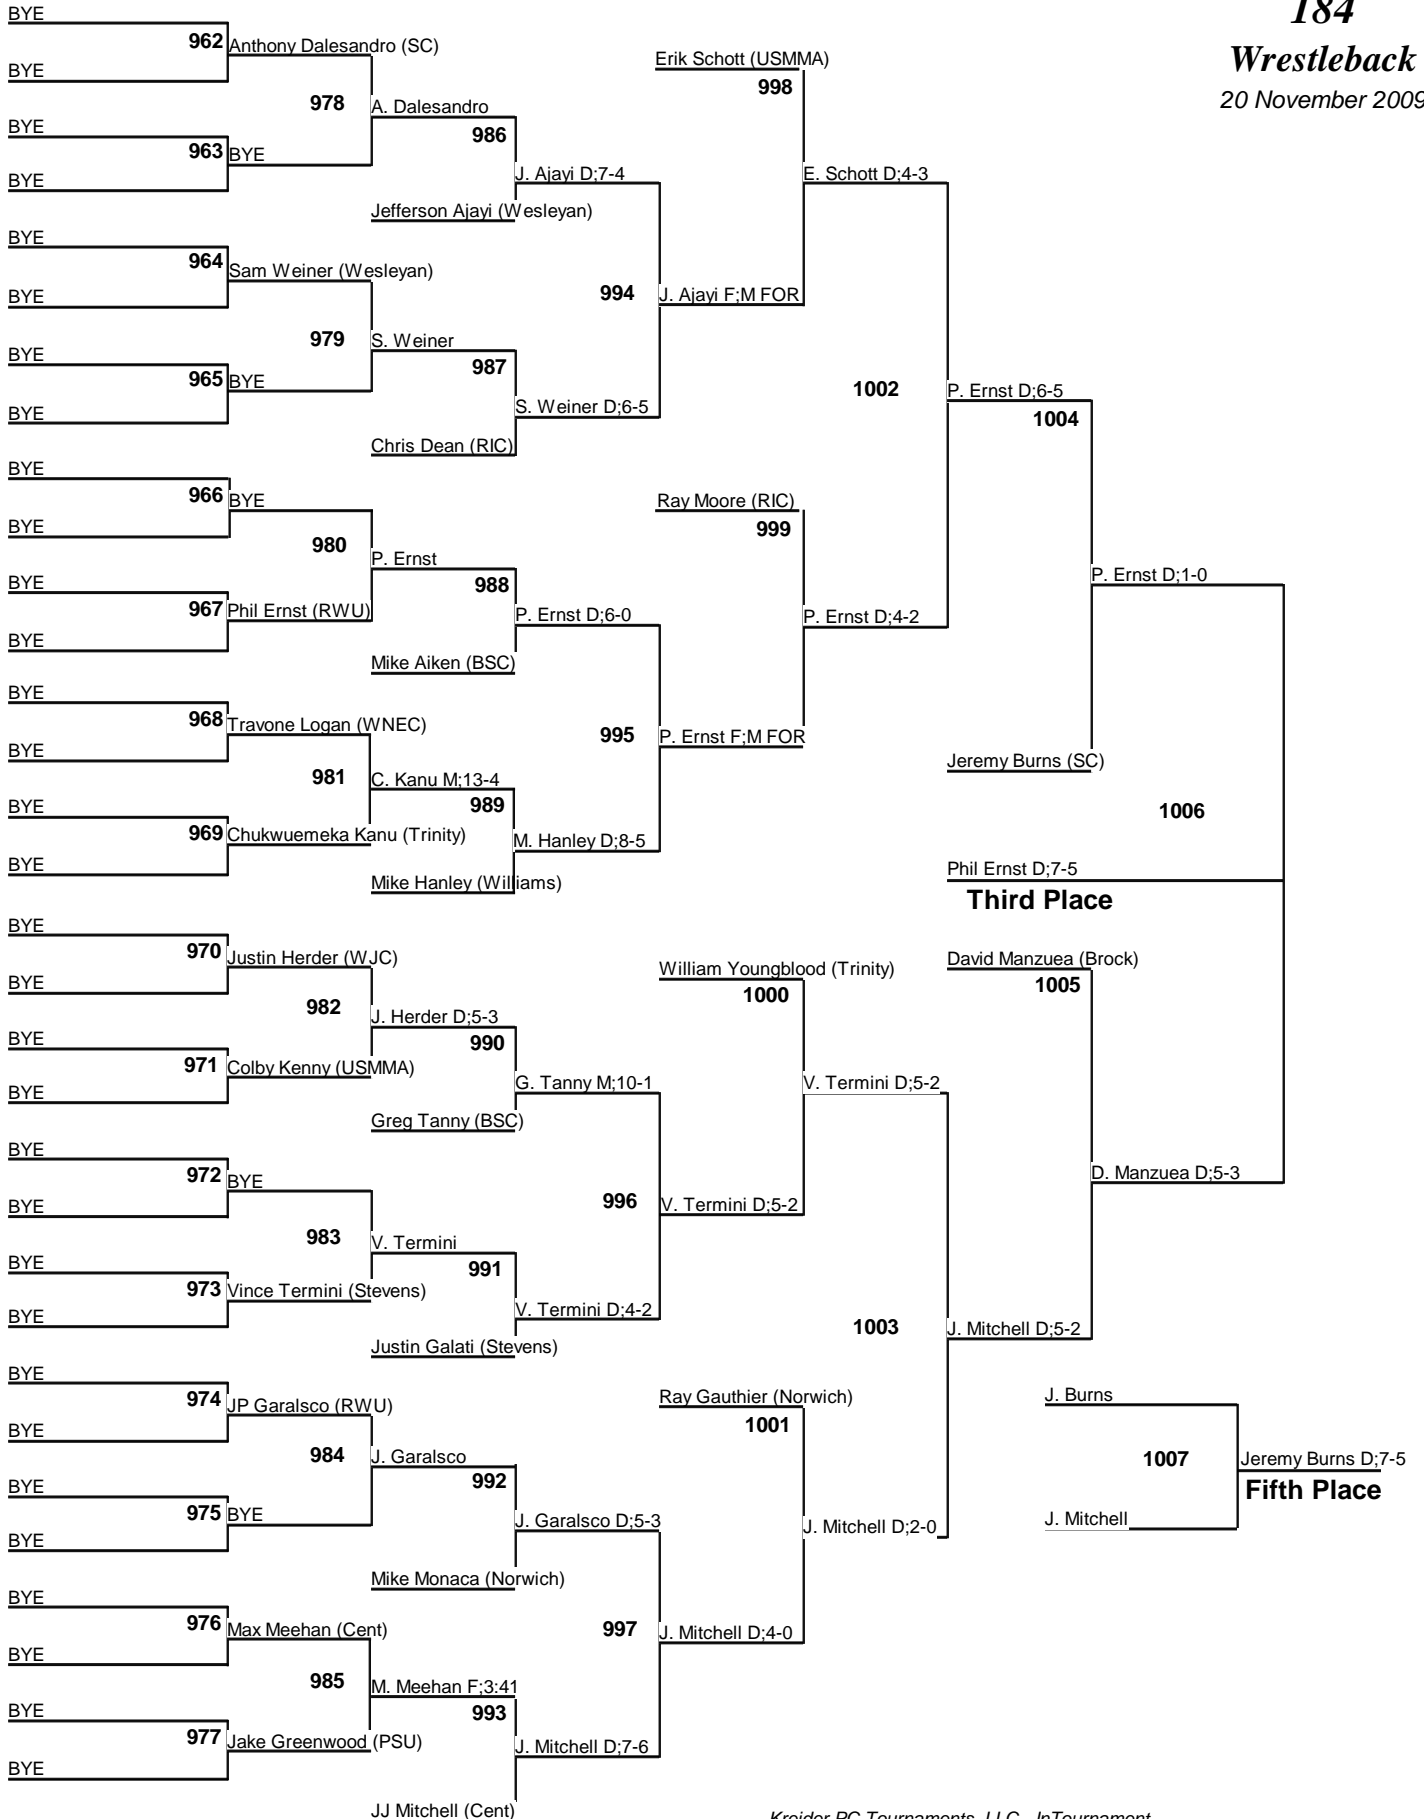 184
Wrestleback
20 November 2009
BYE
962 Anthony Dalesandro (SC)
BYE
978 A. Dalesandro
BYE
963 BYE
BYE
986
J. Ajayi D;7-4
Jefferson Ajayi (Wesleyan)
Erik Schott (USMMA)
998
E. Schott D;4-3
BYE
964 Sam Weiner (Wesleyan)
BYE
994 J. Ajayi F;M FOR
979 S. Weiner
BYE
965 BYE
BYE
987
S. Weiner D;6-5
Chris Dean (RIC)
1002 P. Ernst D;6-5
1004
BYE
966 BYE
BYE
980 P. Ernst
BYE
967 Phil Ernst (RWU)
BYE
988
P. Ernst D;6-0
Mike Aiken (BSC)
Ray Moore (RIC)
999
P. Ernst D;4-2
P. Ernst D;1-0
BYE
968 Travone Logan (WNEC)
BYE
995 P. Ernst F;M FOR
981 C. Kanu M;13-4
989
BYE
969 Chukwuemeka Kanu (Trinity)
BYE
M. Hanley D;8-5
Mike Hanley (Williams)
Jeremy Burns (SC)
1006
Phil Ernst D;7-5
Third Place
BYE
970 Justin Herder (WJC)
BYE
982 J. Herder D;5-3
990
BYE
971 Colby Kenny (USMMA)
BYE
G. Tanny M;10-1
Greg Tanny (BSC)
William Youngblood (Trinity)
1000
V. Termini D;5-2
David Manzuea (Brock)
1005
D. Manzuea D;5-3
BYE
972 BYE
BYE
996 V. Termini D;5-2
983 V. Termini
991
BYE
973 Vince Termini (Stevens)
BYE
V. Termini D;4-2
Justin Galati (Stevens)
1003 J. Mitchell D;5-2
BYE
974 JP Garalsco (RWU)
BYE
984 J. Garalsco
992
BYE
975 BYE
BYE
J. Garalsco D;5-3
Mike Monaca (Norwich)
Ray Gauthier (Norwich)
1001
J. Mitchell D;2-0
J. Burns
1007 Jeremy Burns D;7-5
Fifth Place
J. Mitchell
BYE
976 Max Meehan (Cent)
BYE
997 J. Mitchell D;4-0
985 M. Meehan F;3:41
993
BYE
977 Jake Greenwood (PSU)
BYE
J. Mitchell D;7-6
JJ Mitchell (Cent)
Kreider PC Tournaments, LLC - InTournament